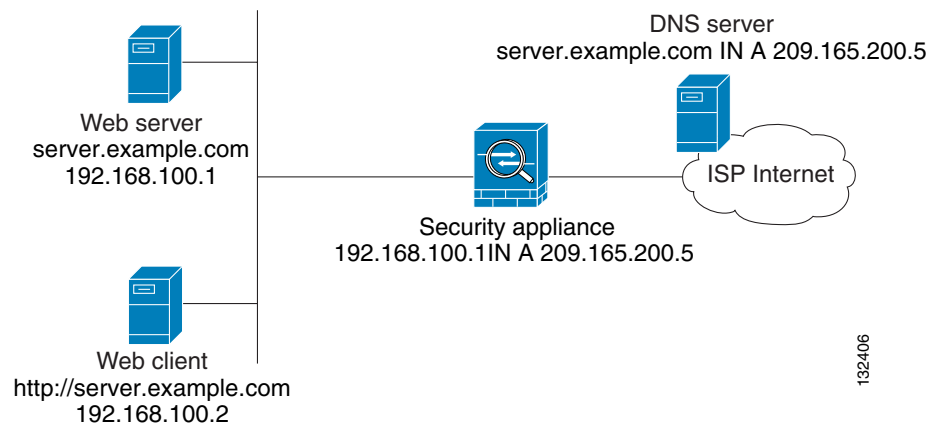 DNS server
server.example.com IN A 209.165.200.5
Web server
server.example.com
192.168.100.1
ISP Internet
Security appliance
192.168.100.1IN A 209.165.200.5
Web client
http://server.example.com
192.168.100.2
132406